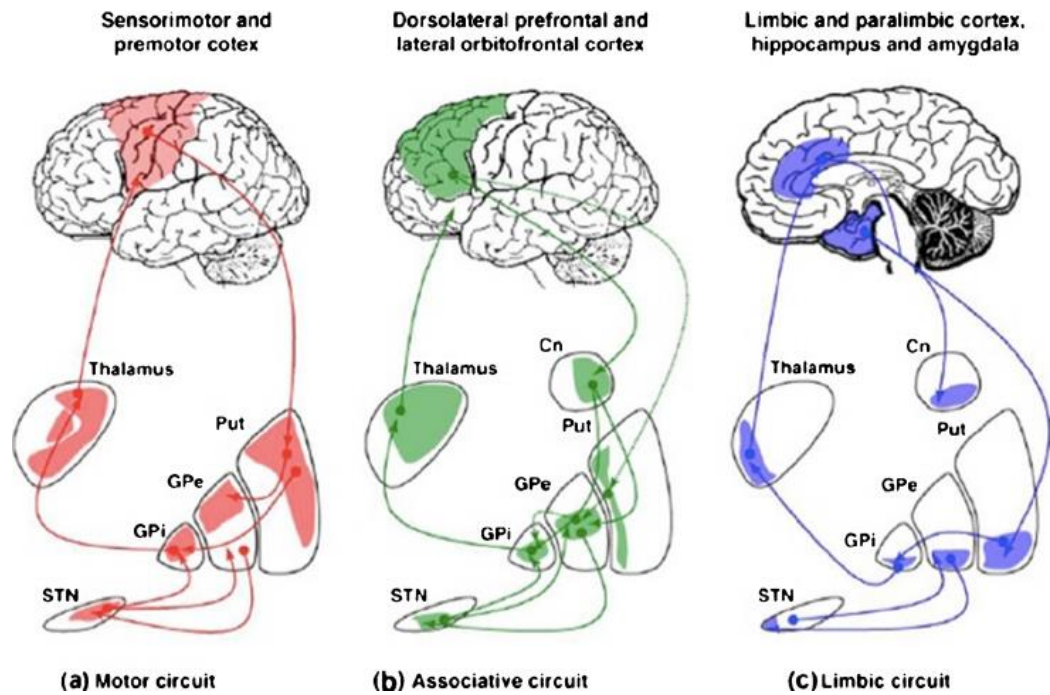 Sensorimotor and
premotor cotex
Dorsolateral prefrontal and
lateral orbitofrontal cortex
Limbic and paralimbic cortex,
hippocampus and amygdala
Thalamus
Put
GPe
GPi
STN
Cn
Thalamus
Put
GPe
GPi
STN
Cn
Thalamus
Put
GPe
GPi
STN
(a) Motor circuit
(b) Associative circuit
(c) Limbic circuit